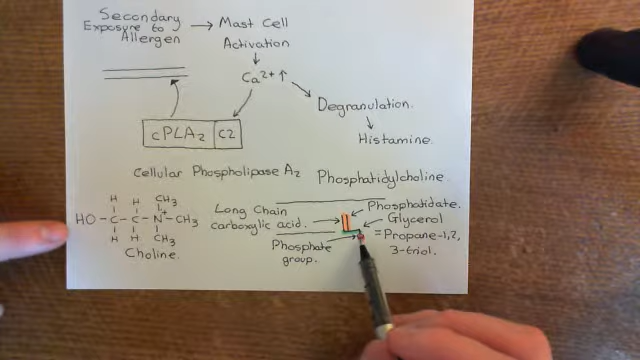 Secondary
Exposure to
Allergen
Mast Cell
Activation
Ca2+ ↑
Degranulation.
Histamine.
cPLA2 C2
Cellular Phospholipase A2
Phosphatidylcholine.
H H CH3
HO-C-C-N+-CH3
H H CH3
Choline.
Long Chain
carboxylic acid.
Phosphatidate.
Glycerol
= Propane-1,2,
3-triol.
Phosphate
group.